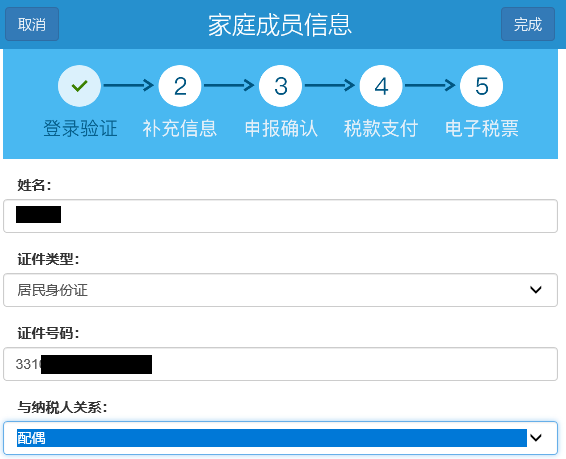 取消 家庭成员信息 完成
2 3 4 5
登录验证 补充信息 申报确认 税款支付 电子税票
姓名：
证件类型：
居民身份证
证件号码：
331
与纳税人关系：
配偶